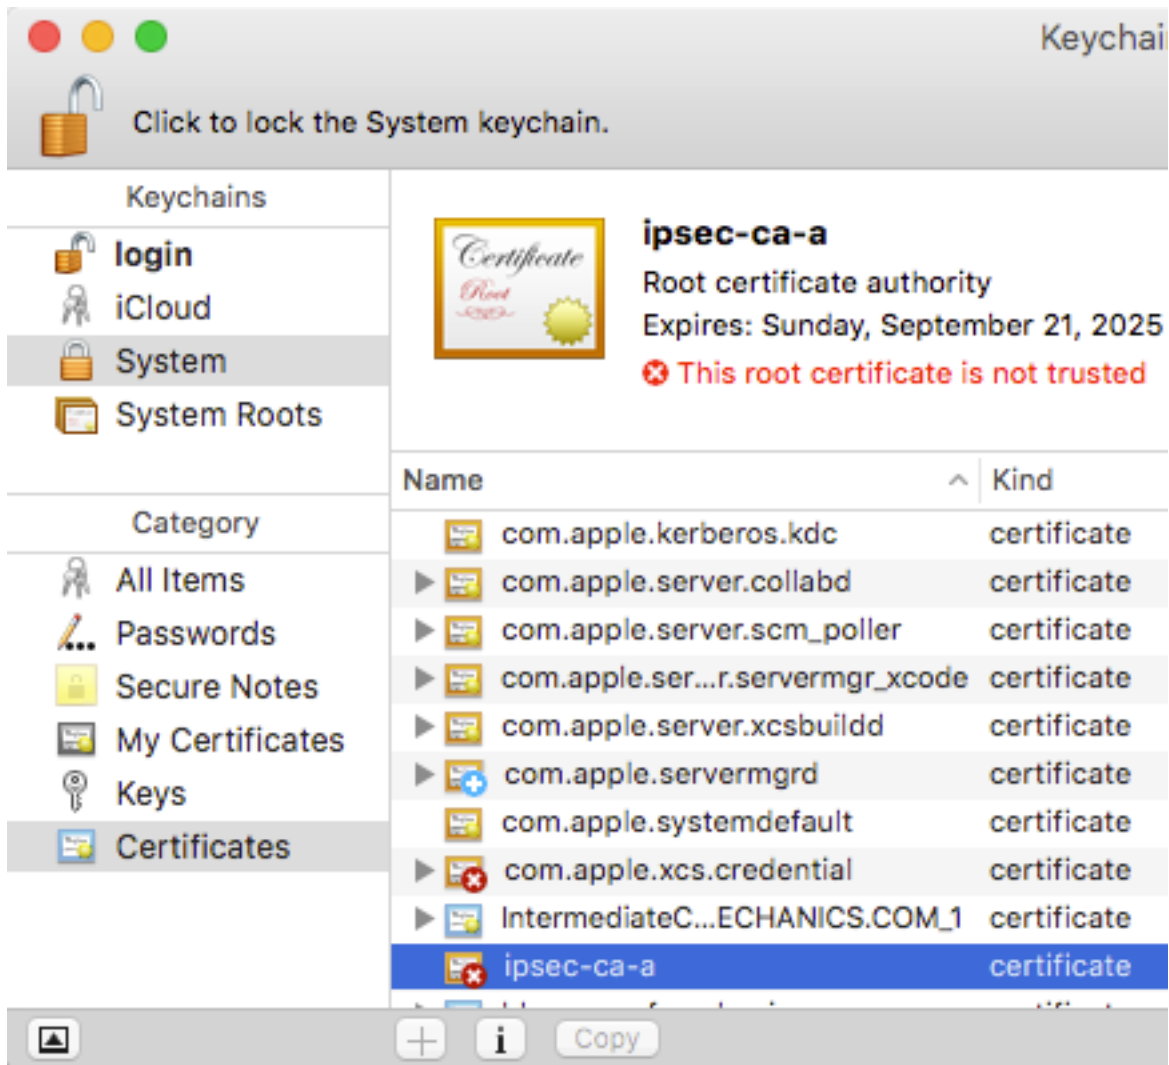 Keychai
Click to lock the System keychain.
Keychains
login
iCloud
System
System Roots
Category
All Items
Passwords
Secure Notes
My Certificates
Keys
Certificates
Certificate
Root
ipsec-ca-a
Root certificate authority
Expires: Sunday, September 21, 2025
This root certificate is not trusted
Name Kind
com.apple.kerberos.kdc certificate
com.apple.server.collabd certificate
com.apple.server.scm_poller certificate
com.apple.ser...r.servermgr_xcode certificate
com.apple.server.xcsbuildd certificate
com.apple.servermgrd certificate
com.apple.systemdefault certificate
com.apple.xcs.credential certificate
IntermediateC...ECHANICS.COM_1 certificate
ipsec-ca-a certificate
Copy